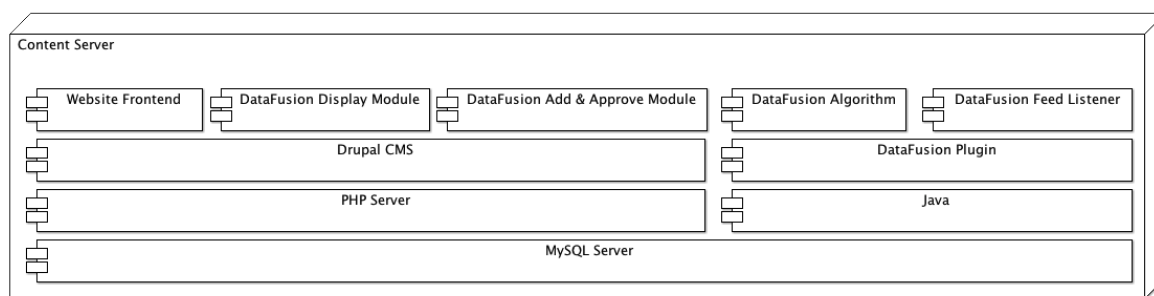 Content Server
Website Frontend
DataFusion Display Module
DataFusion Add & Approve Module
DataFusion Algorithm
DataFusion Feed Listener
Drupal CMS
DataFusion Plugin
PHP Server
Java
MySQL Server